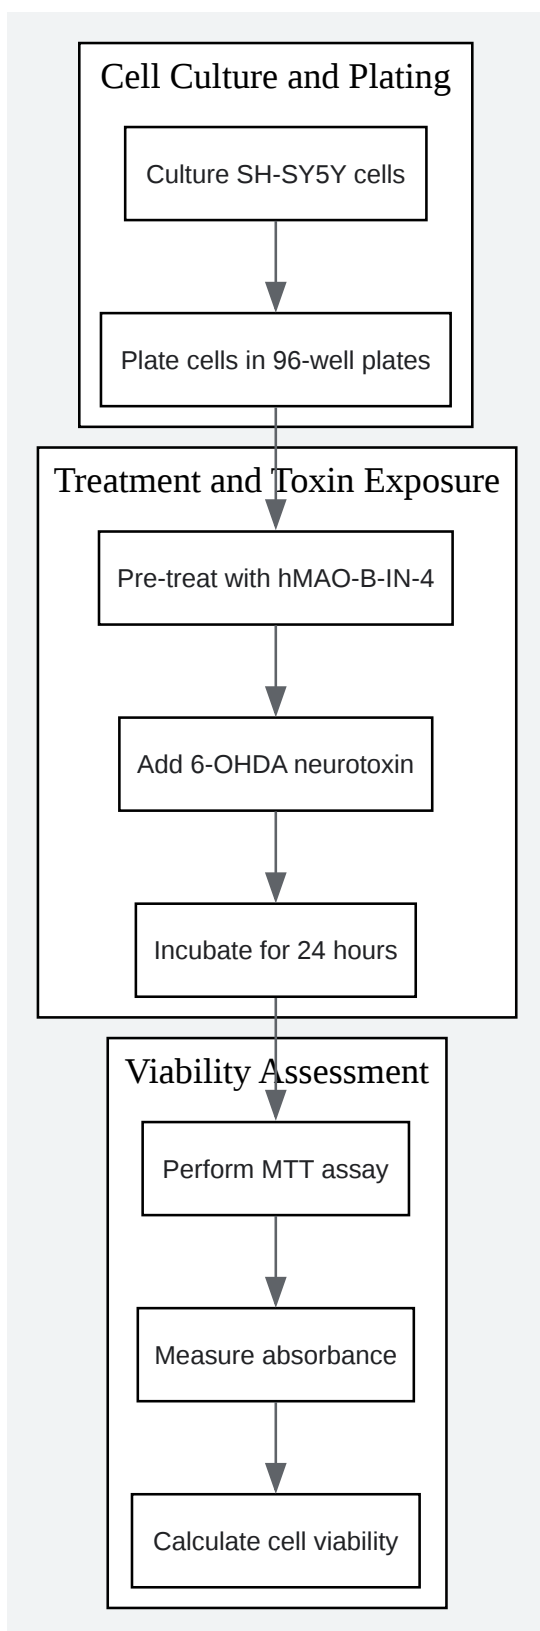 Cell Culture and Plating
Culture SH-SY5Y cells
Plate cells in 96-well plates
Treatment and Toxin Exposure
Pre-treat with hMAO-B-IN-4
Add 6-OHDA neurotoxin
Incubate for 24 hours
Viability Assessment
Perform MTT assay
Measure absorbance
Calculate cell viability